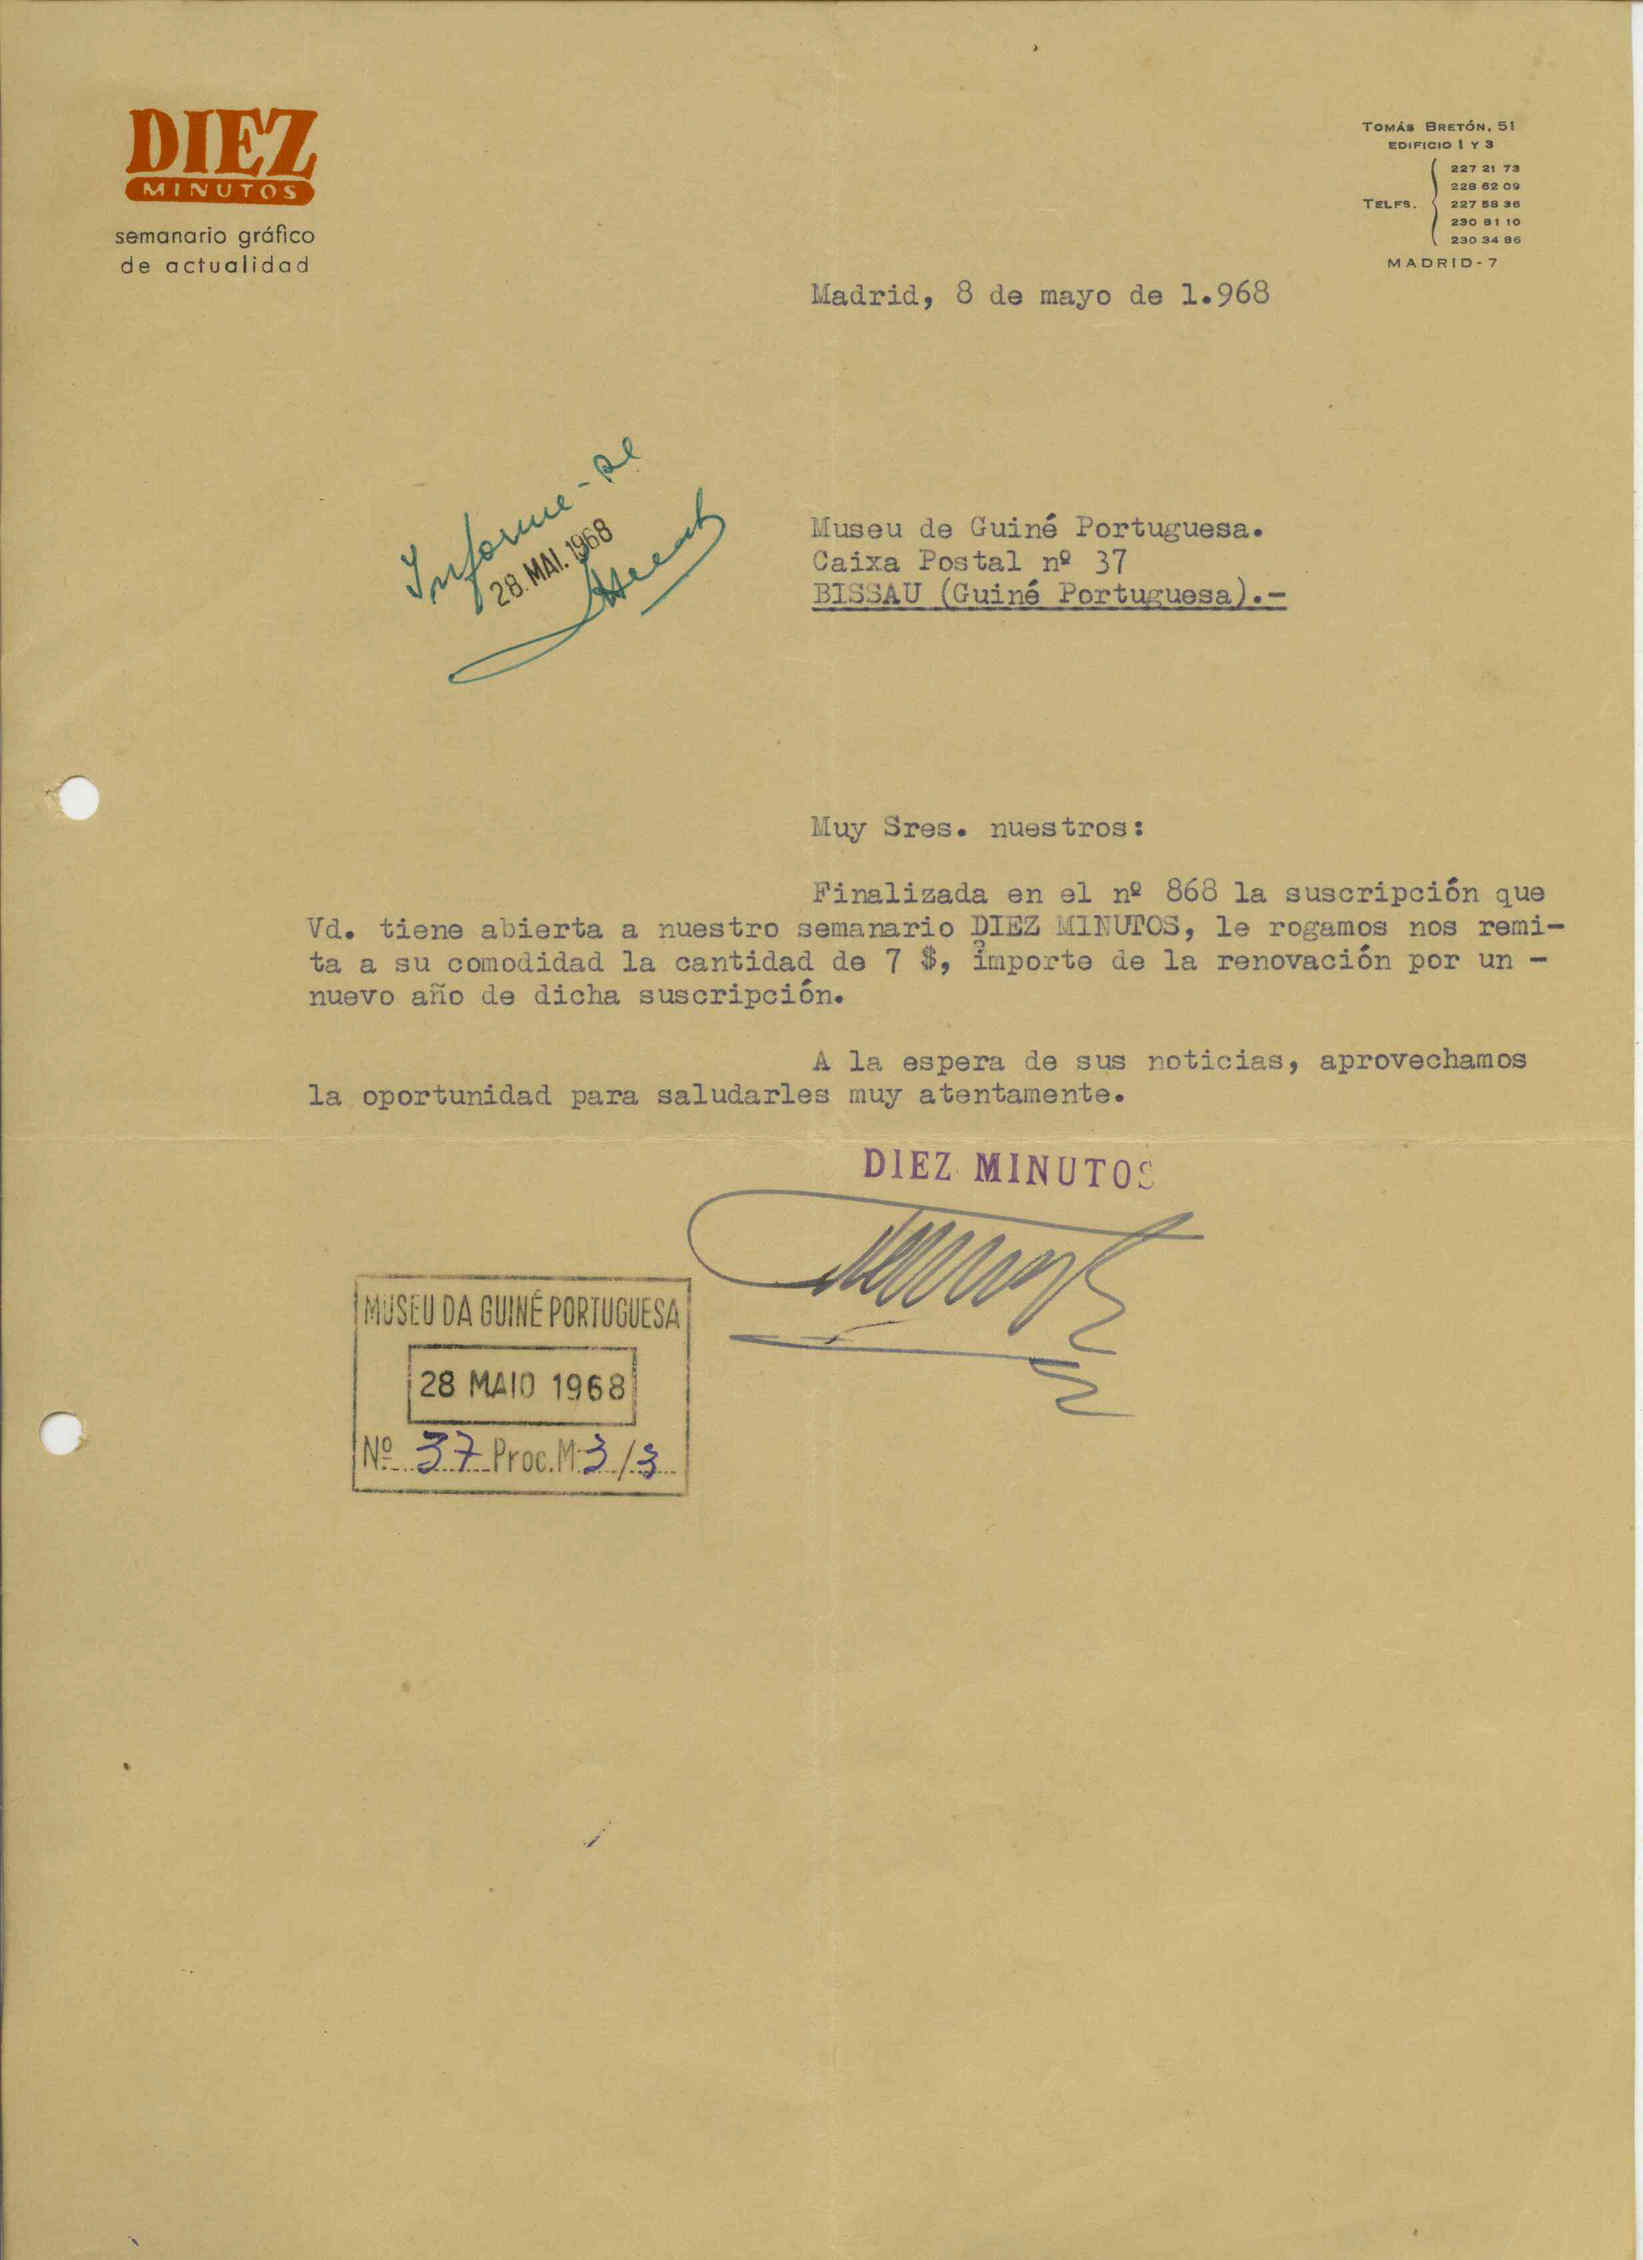 DIEZ
MINUTOS
semanario gráfico
de actualidad
TOMÁS BRETÓN, 51
EDIFICIO 1 Y 3
TELFS.
227 21 73
228 62 09
227 58 36
230 81 10
230 34 86
MADRID-7
Madrid, 8 de mayo de 1.968
Informe-se
28. MAI. 1968
Museu de Guiné Portuguesa.
Caixa Postal nº 37
BISSAU (Guiné Portuguesa).-
Muy Sres. nuestros:
Finalizada en el nº 868 la suscripción que
Vd. tiene abierta a nuestro semanario DIEZ MINUTOS, le rogamos nos remi-
ta a su comodidad la cantidad de 7 $, importe de la renovación por un -
nuevo año de dicha suscripción.
A la espera de sus noticias, aprovechamos
la oportunidad para saludarles muy atentamente.
DIEZ MINUTOS
MUSEU DA GUINÉ PORTUGUESA
28 MAIO 1968
Nº 37 Proc. M 3/3